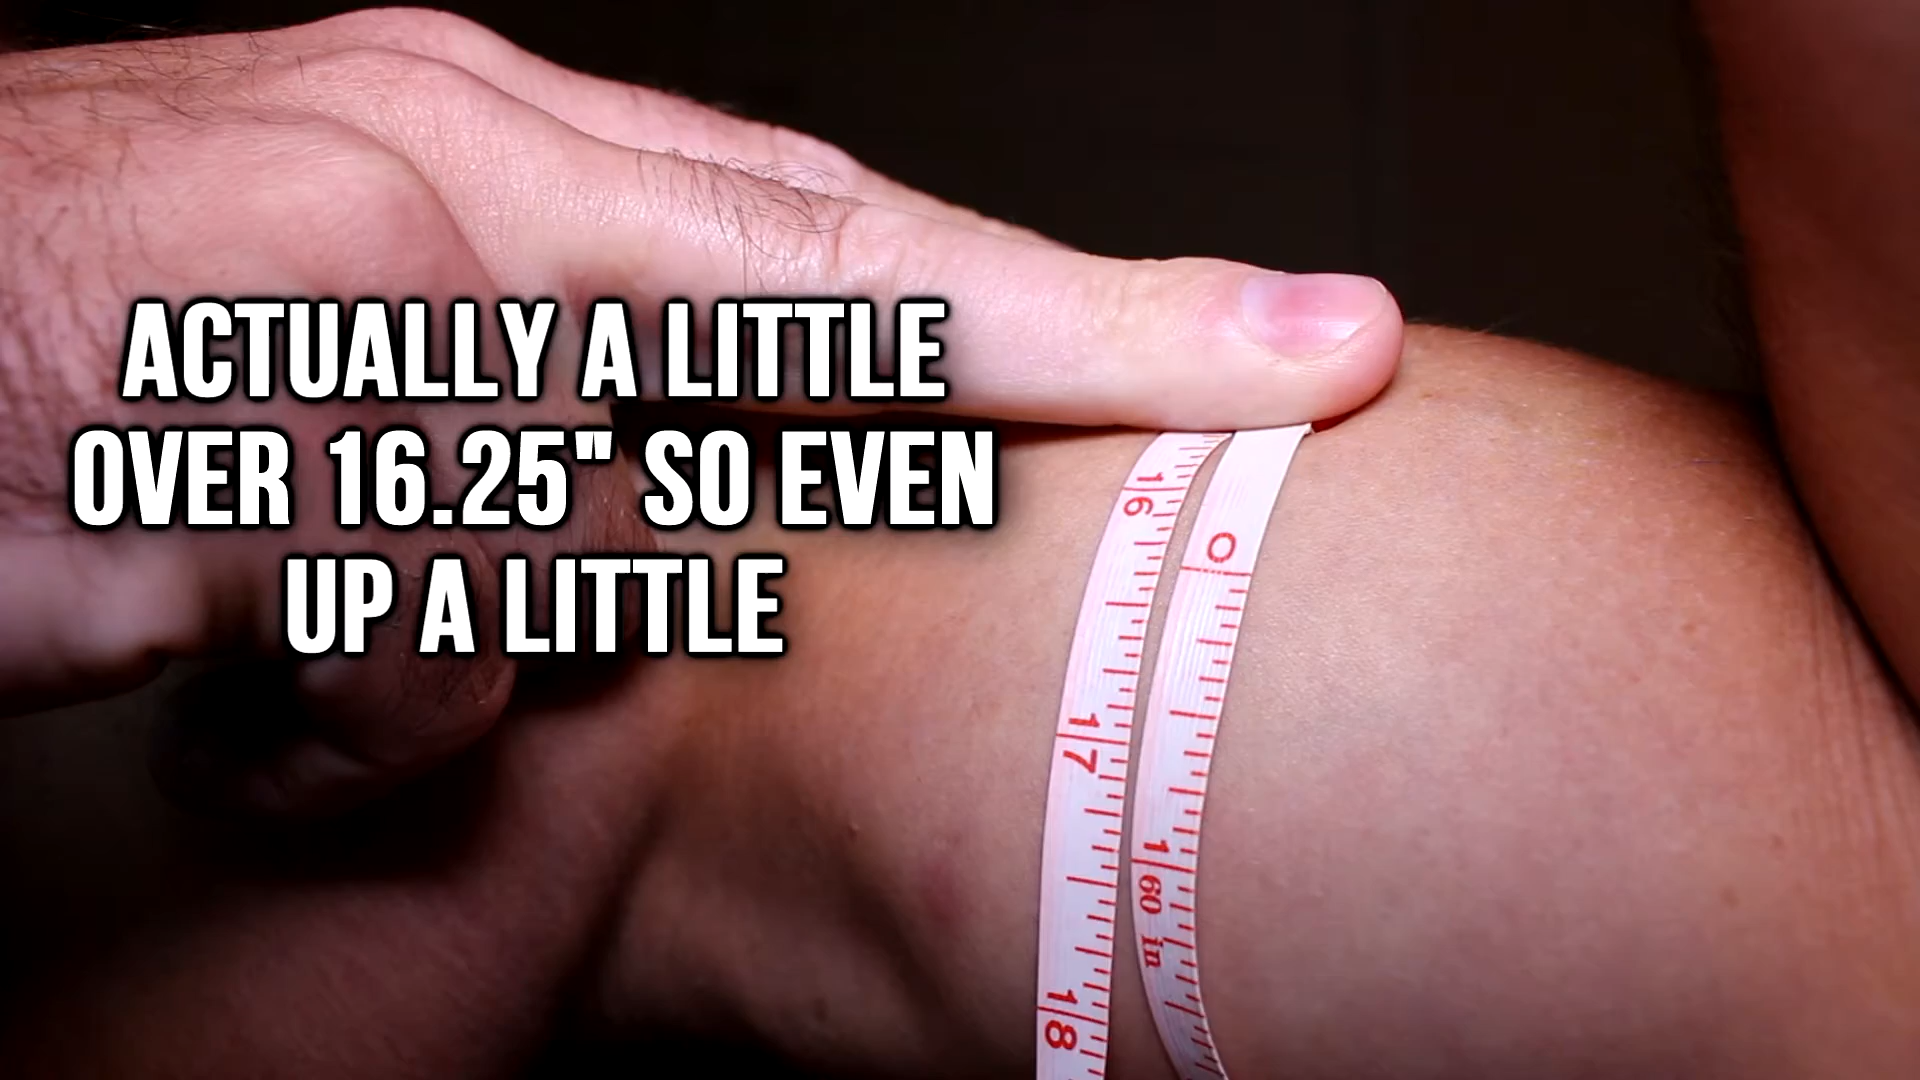 ACTUALLY A LITTLE
OVER 16.25" SO EVEN
UP A LITTLE
16
17
18
0
1
60 in